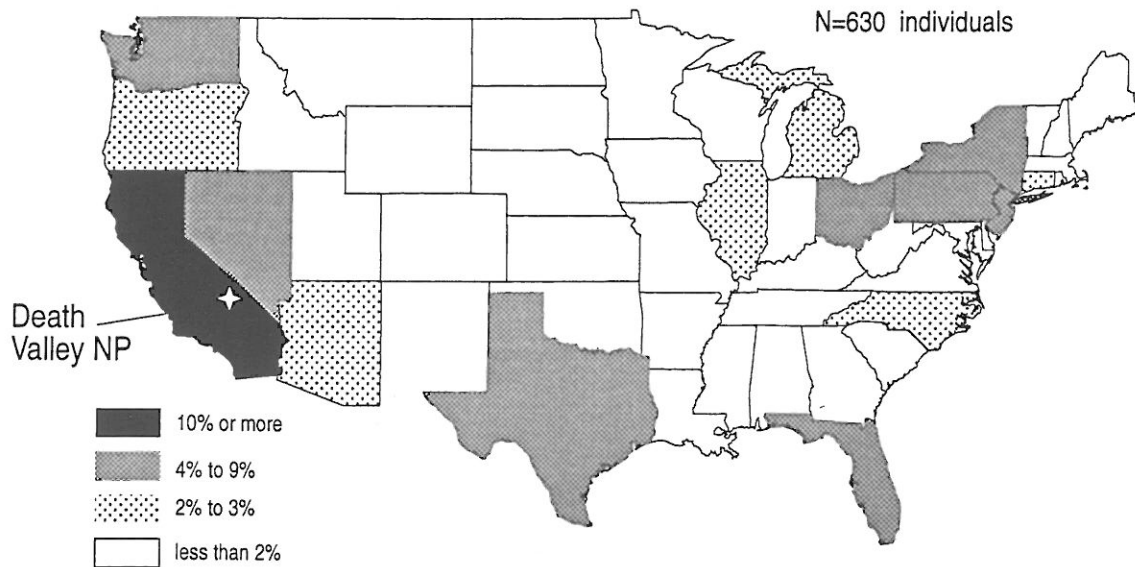 N=630 individuals
Death
Valley NP
10% or more
4% to 9%
2% to 3%
less than 2%